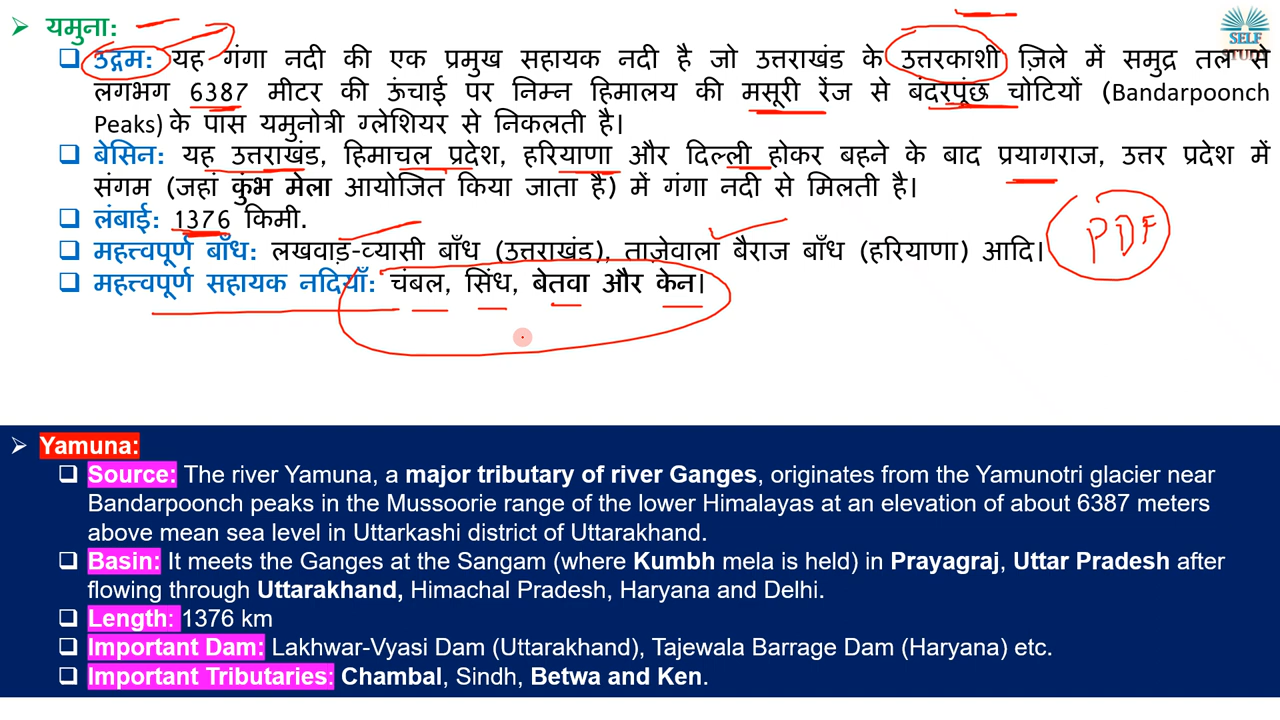 ➢ यमुना:
SELF
STUDY
❑ उद्गम: यह गंगा नदी की एक प्रमुख सहायक नदी है जो उत्तराखंड के उत्तरकाशी ज़िले में समुद्र तल से
लगभग 6387 मीटर की ऊंचाई पर निम्न हिमालय की मसूरी रेंज से बंदरपूंछ चोटियों (Bandarpoonch
Peaks) के पास यमुनोत्री ग्लेशियर से निकलती है।
❑ बेसिन: यह उत्तराखंड, हिमाचल प्रदेश, हरियाणा और दिल्ली होकर बहने के बाद प्रयागराज, उत्तर प्रदेश में
संगम (जहां कुंभ मेला आयोजित किया जाता है) में गंगा नदी से मिलती है।
❑ लंबाई: 1376 किमी.
❑ महत्त्वपूर्ण बाँध: लखवाड़-व्यासी बाँध (उत्तराखंड), ताजेवाला बैराज बाँध (हरियाणा) आदि।
PDF
❑ महत्त्वपूर्ण सहायक नदियाँ: चंबल, सिंध, बेतवा और केन।
➢ Yamuna:
❑ Source: The river Yamuna, a major tributary of river Ganges, originates from the Yamunotri glacier near
Bandarpoonch peaks in the Mussoorie range of the lower Himalayas at an elevation of about 6387 meters
above mean sea level in Uttarkashi district of Uttarakhand.
❑ Basin: It meets the Ganges at the Sangam (where Kumbh mela is held) in Prayagraj, Uttar Pradesh after
flowing through Uttarakhand, Himachal Pradesh, Haryana and Delhi.
❑ Length: 1376 km
❑ Important Dam: Lakhwar-Vyasi Dam (Uttarakhand), Tajewala Barrage Dam (Haryana) etc.
❑ Important Tributaries: Chambal, Sindh, Betwa and Ken.